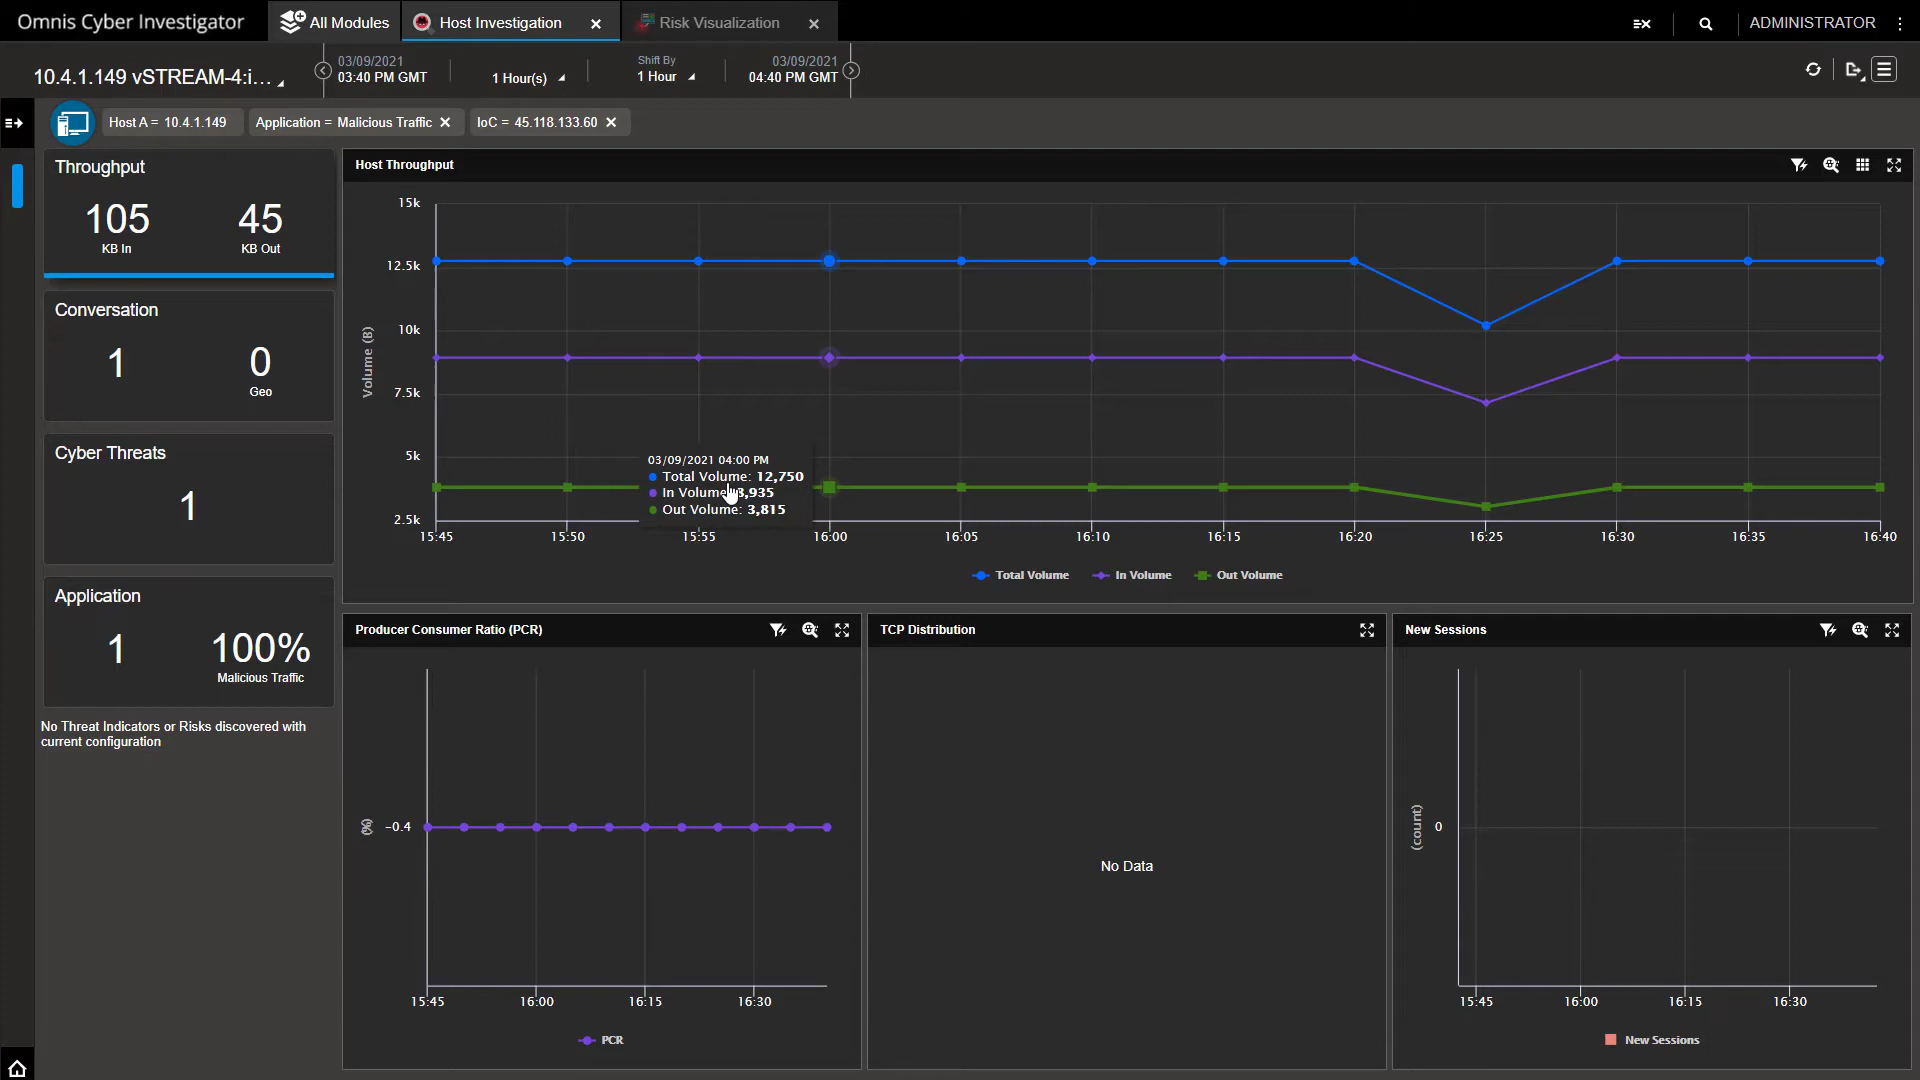 Omnis Cyber Investigator
All Modules
Host Investigation
Risk Visualization
ADMINISTRATOR
10.4.1.149 vSTREAM-4:i...
03/09/2021
03:40 PM GMT
1 Hour(s)
Shift By
1 Hour
03/09/2021
04:40 PM GMT
Host A = 10.4.1.149
Application = Malicious Traffic
IoC = 45.118.133.60
Throughput
105
45
KB In
KB Out
Conversation
1
0
Geo
Cyber Threats
1
Application
1
100%
Malicious Traffic
No Threat Indicators or Risks discovered with
current configuration
Host Throughput
Volume (B)
15k
12.5k
10k
7.5k
5k
2.5k
03/09/2021 04:00 PM
Total Volume: 12,750
In Volume
,935
Out Volume: 3,815
15:45
15:50
15:55
16:00
16:05
16:10
16:15
16:20
16:25
16:30
16:35
16:40
Total Volume
In Volume
Out Volume
Producer Consumer Ratio (PCR)
(%)
-0.4
15:45
16:00
16:15
16:30
PCR
TCP Distribution
No Data
New Sessions
(count)
0
15:45
16:00
16:15
16:30
New Sessions